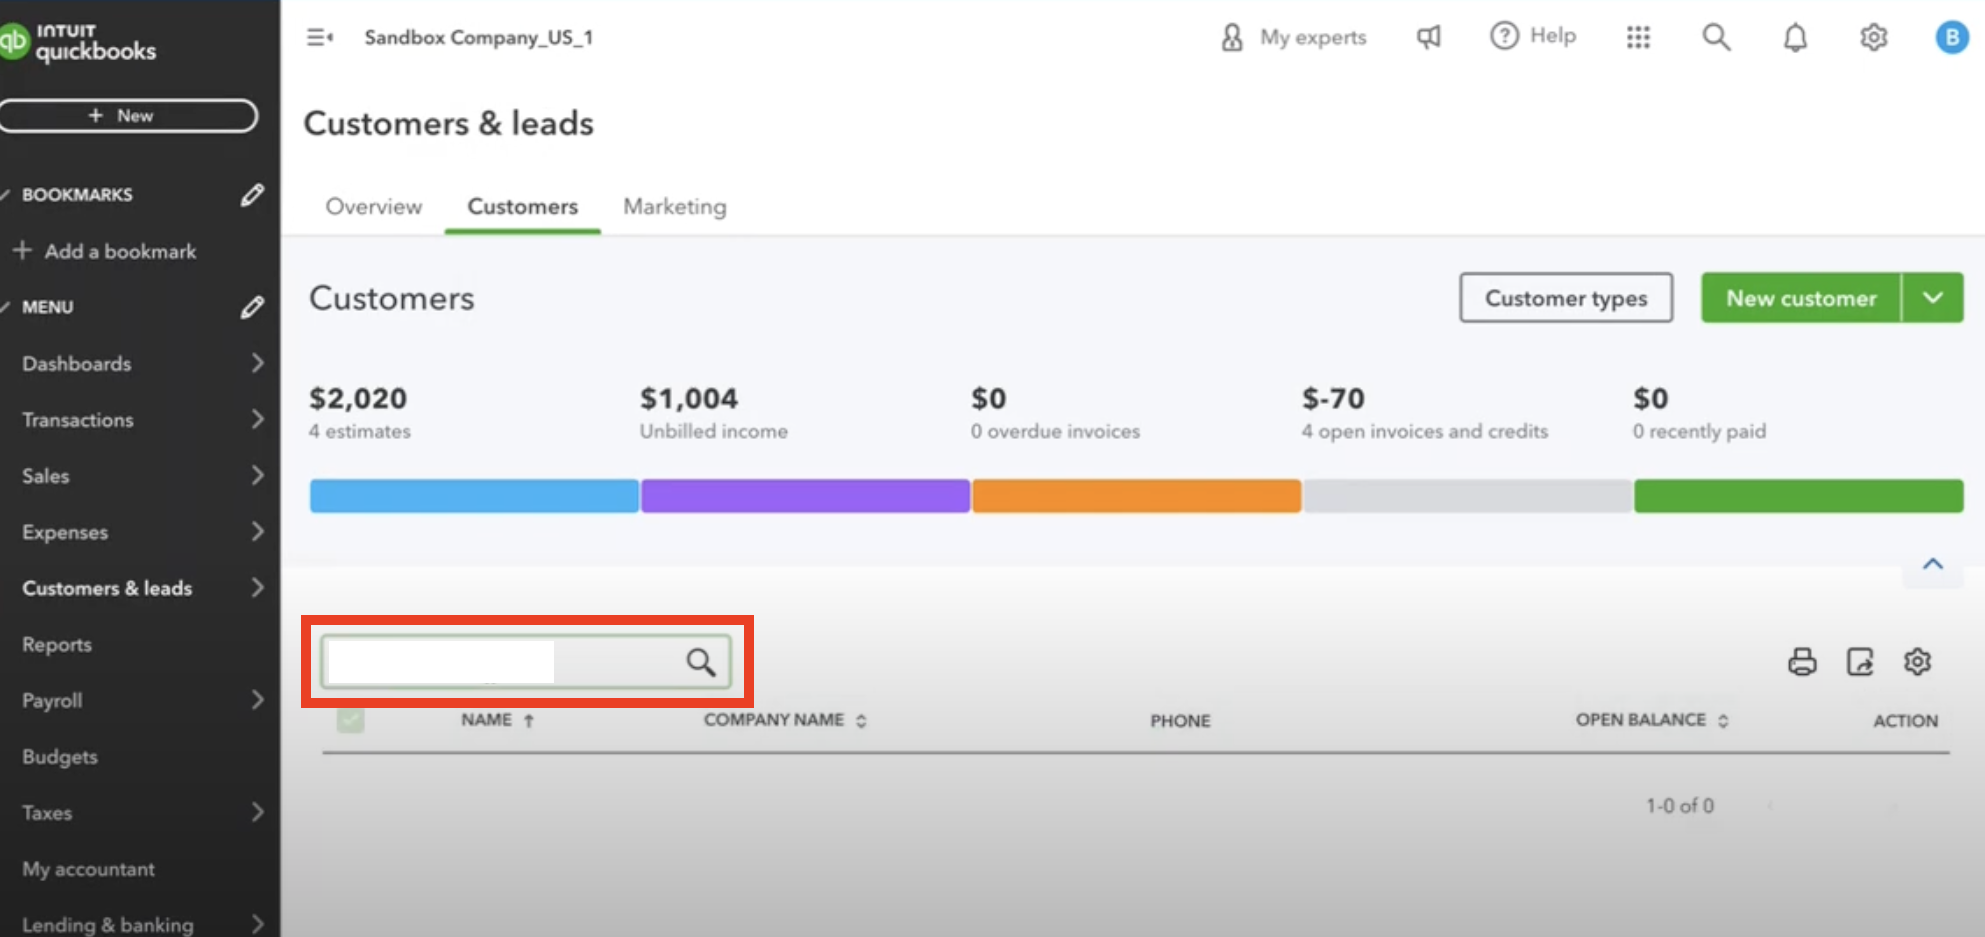 INTUIT
quickbooks
Sandbox Company_US_1
My experts
Help
B
+ New
Customers & leads
BOOKMARKS
+ Add a bookmark
MENU
Dashboards
Transactions
Sales
Expenses
Customers & leads
Reports
Payroll
Budgets
Taxes
My accountant
Lending & banking
Overview
Customers
Marketing
Customers
Customer types
New customer
$2,020
4 estimates
$1,004
Unbilled income
$0
0 overdue invoices
$-70
4 open invoices and credits
$0
0 recently paid
NAME
COMPANY NAME
PHONE
OPEN BALANCE
ACTION
1-0 of 0